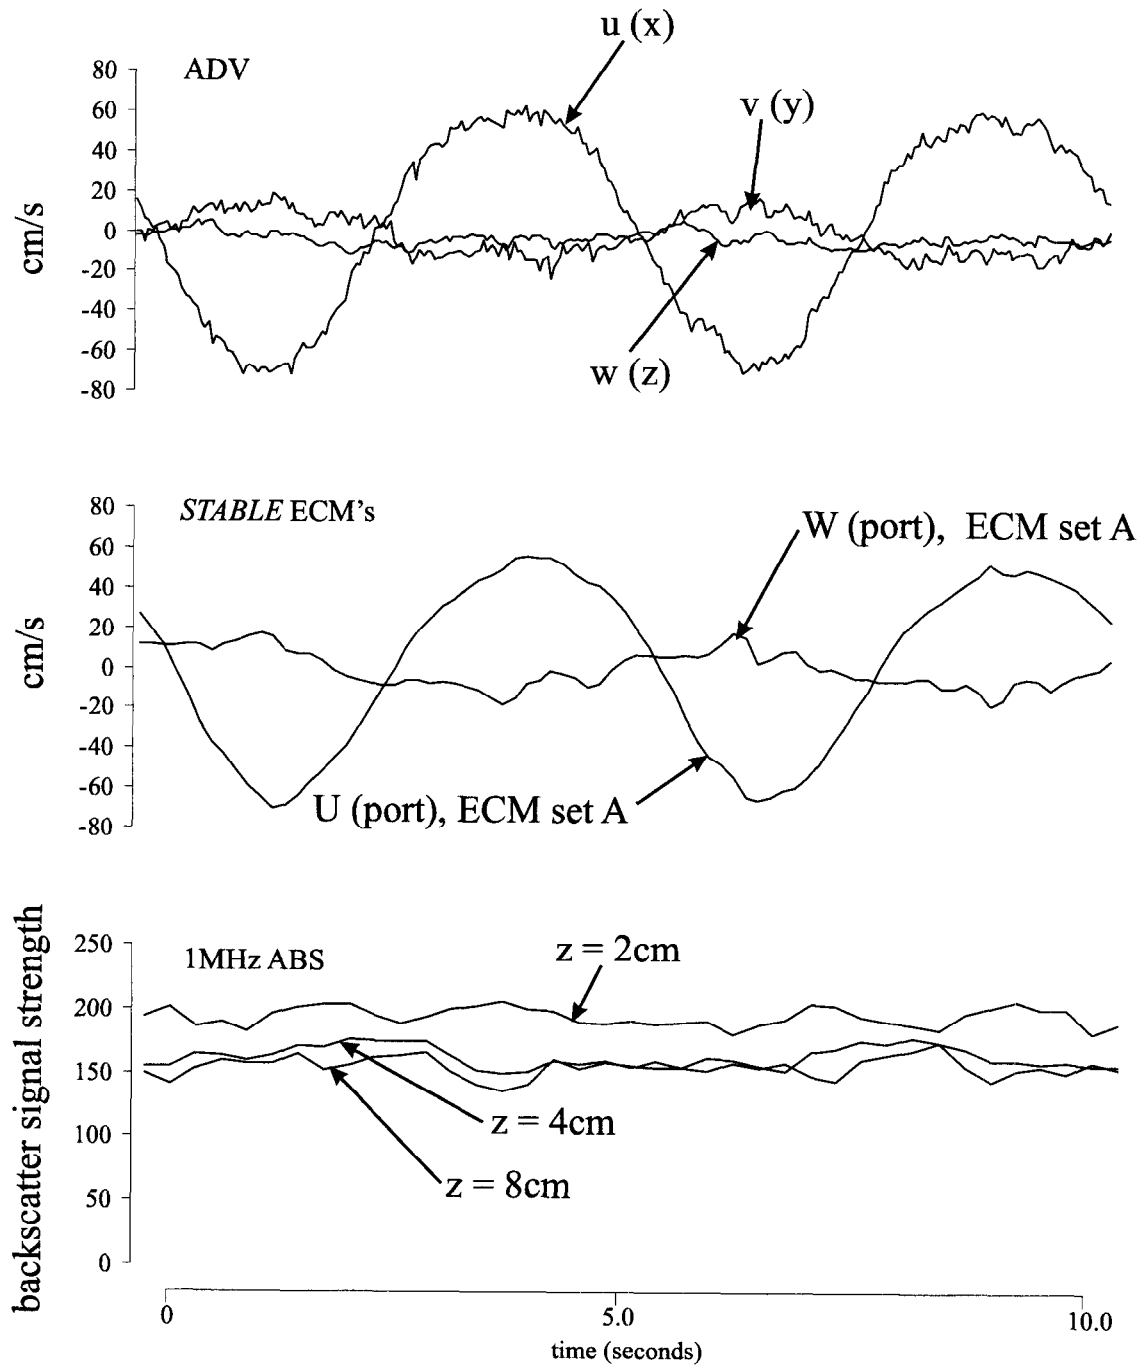 u (x)
ADV
v (y)
80
60
40
20
0
-20
-40
-60
-80
cm/s
w (z)
STABLE ECM's
W (port), ECM set A
80
60
40
20
0
-20
-40
-60
-80
cm/s
U (port), ECM set A
1MHz ABS
z = 2cm
250
200
150
100
50
0
backscatter signal strength
z = 4cm
z = 8cm
0
5.0
10.0
time (seconds)